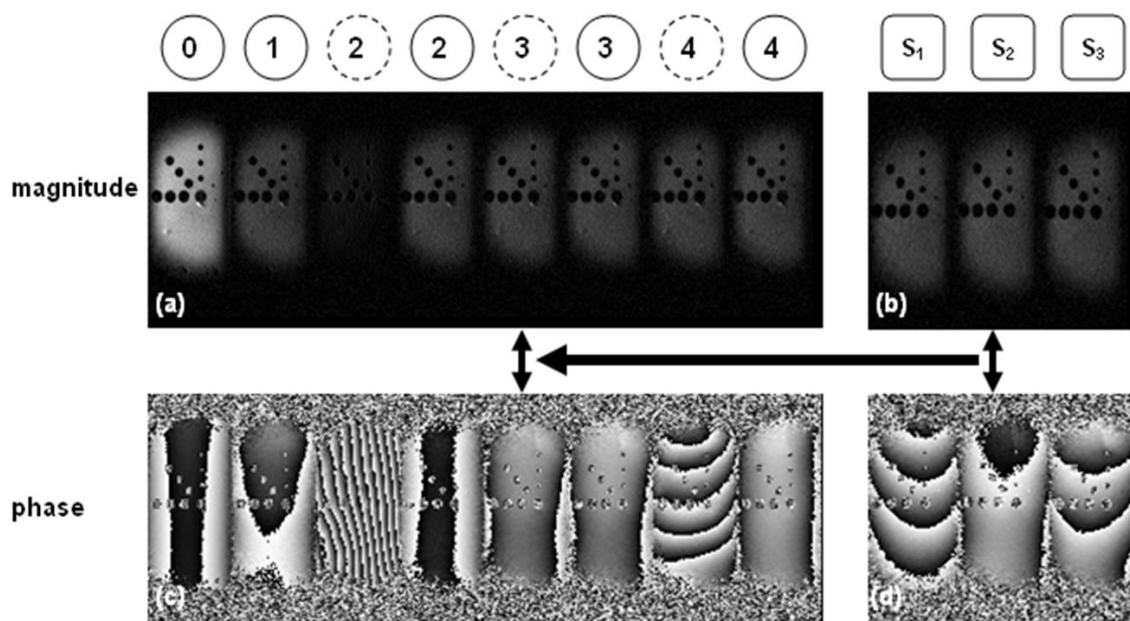 0 1 2 2 3 3 4 4 S₁ S₂ S₃
magnitude
(a) (b)
phase
(c) (d)